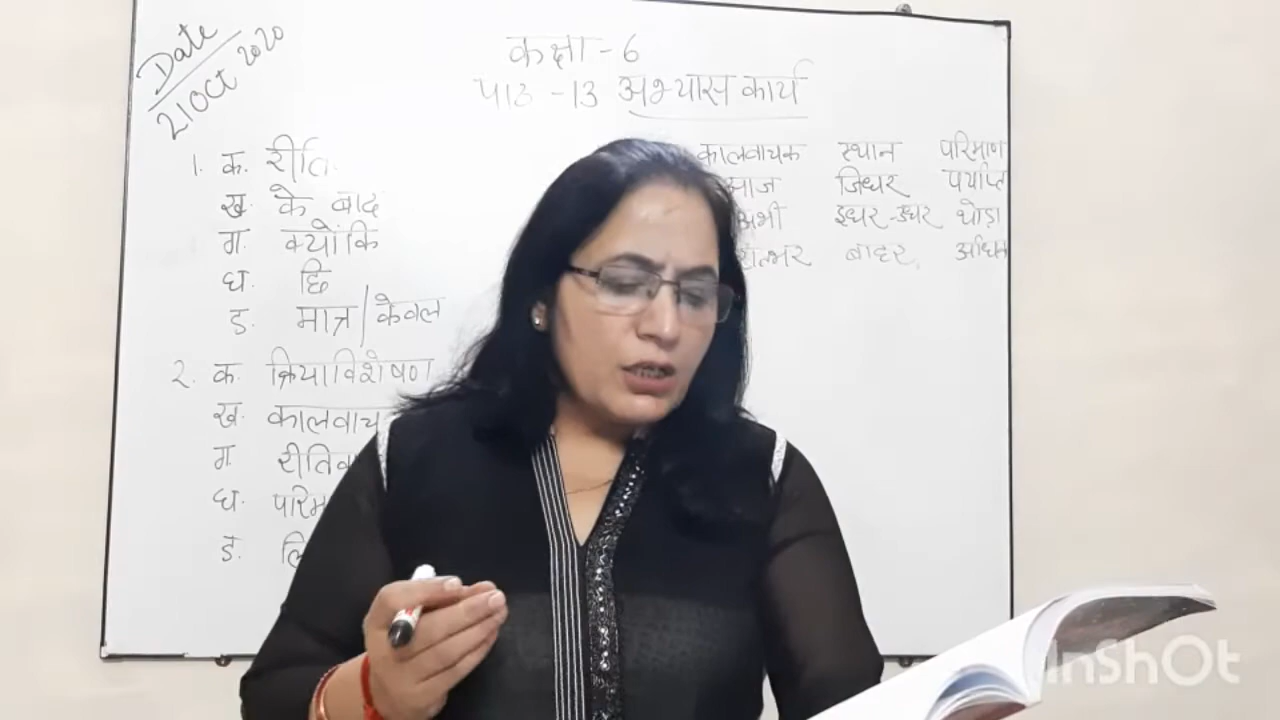 Date
21 Oct 2020
कक्षा - 6
पाठ - 13 अभ्यास कार्य
1. क. रीति
ख. के बाद
ग. क्योंकि
घ. छि
ङ. मात्र/केवल
2. क. क्रियाविशेषण
ख. कालवाच
ग. रीतिव
घ. परिम
ङ.
कालवाचक स्थान परिमाण
आज जिधर पर्याप्त
अभी इधर-उधर थोड़ा
बाहर, अधिक
InShOt